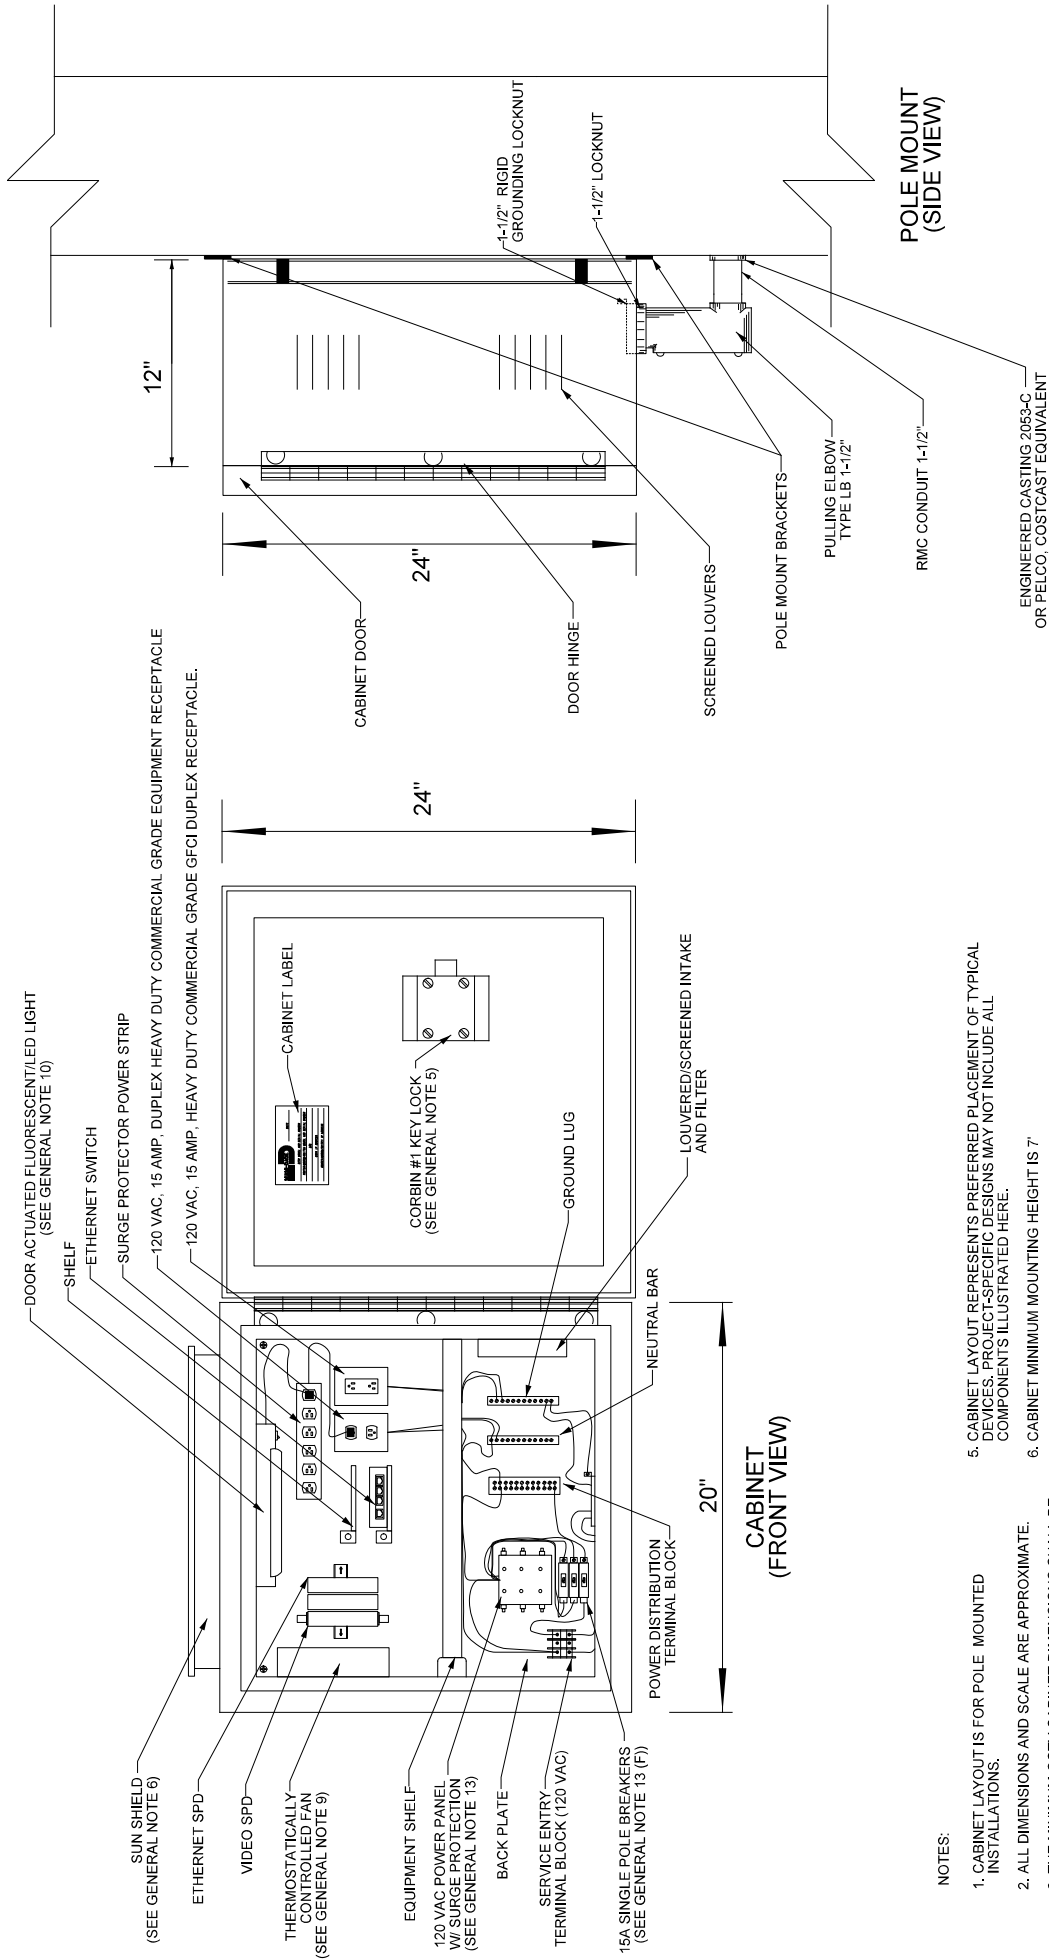 DOOR ACTUATED FLUORESCENT/LED LIGHT
(SEE GENERAL NOTE 10)
SHELF
ETHERNET SWITCH
SURGE PROTECTOR POWER STRIP
120 VAC, 15 AMP, DUPLEX HEAVY DUTY COMMERCIAL GRADE EQUIPMENT RECEPTACLE
120 VAC, 15 AMP, HEAVY DUTY COMMERCIAL GRADE GFCI DUPLEX RECEPTACLE.
SUN SHIELD
(SEE GENERAL NOTE 6)
ETHERNET SPD
VIDEO SPD
THERMOSTATICALLY
CONTROLLED FAN
(SEE GENERAL NOTE 9)
EQUIPMENT SHELF
120 VAC POWER PANEL
W/ SURGE PROTECTION
(SEE GENERAL NOTE 13)
BACK PLATE
SERVICE ENTRY
TERMINAL BLOCK (120 VAC)
15A SINGLE POLE BREAKERS
(SEE GENERAL NOTE 13 (F))
CABINET LABEL
CORBIN #1 KEY LOCK
(SEE GENERAL NOTE 5)
GROUND LUG
LOUVERED/SCREENED INTAKE
AND FILTER
NEUTRAL BAR
POWER DISTRIBUTION
TERMINAL BLOCK
20"
24"
CABINET
(FRONT VIEW)
12"
24"
CABINET DOOR
DOOR HINGE
SCREENED LOUVERS
POLE MOUNT BRACKETS
PULLING ELBOW
TYPE LB 1-1/2"
RMC CONDUIT 1-1/2"
ENGINEERED CASTING 2053-C
OR PELCO, COSTCAST EQUIVALENT
1-1/2" RIGID
GROUNDING LOCKNUT
1-1/2" LOCKNUT
POLE MOUNT
(SIDE VIEW)
NOTES:
1. CABINET LAYOUT IS FOR POLE MOUNTED
INSTALLATIONS.
2. ALL DIMENSIONS AND SCALE ARE APPROXIMATE.
5. CABINET LAYOUT REPRESENTS PREFERRED PLACEMENT OF TYPICAL
DEVICES. PROJECT-SPECIFIC DESIGNS MAY NOT INCLUDE ALL
COMPONENTS ILLUSTRATED HERE.
6. CABINET MINIMUM MOUNTING HEIGHT IS 7'